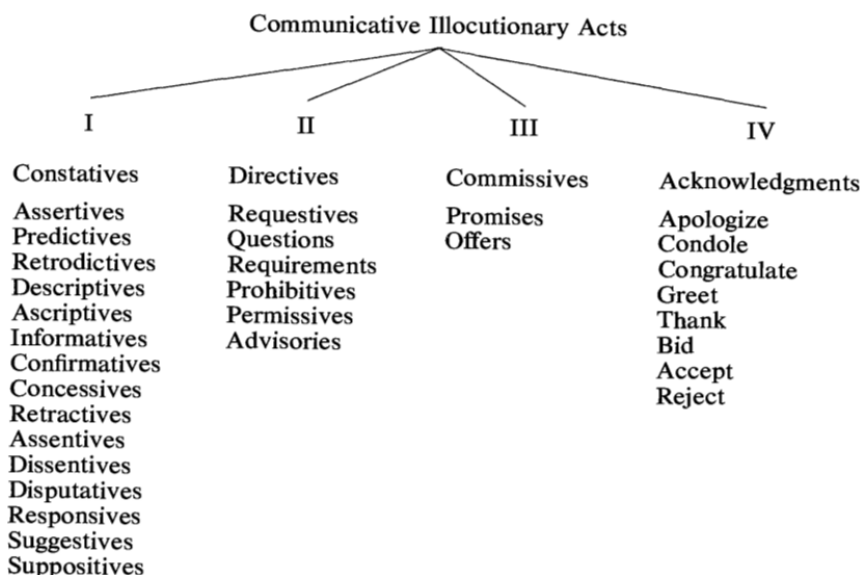 Communicative Illocutionary Acts
I
II
III
IV
Constatives
Assertives
Predictives
Retrodictives
Descriptives
Ascriptives
Informatives
Confirmatives
Concessives
Retractives
Assentives
Dissentives
Disputatives
Responsives
Suggestives
Suppositives
Directives
Requestives
Questions
Requirements
Prohibitives
Permissives
Advisories
Commissives
Promises
Offers
Acknowledgments
Apologize
Condole
Congratulate
Greet
Thank
Bid
Accept
Reject